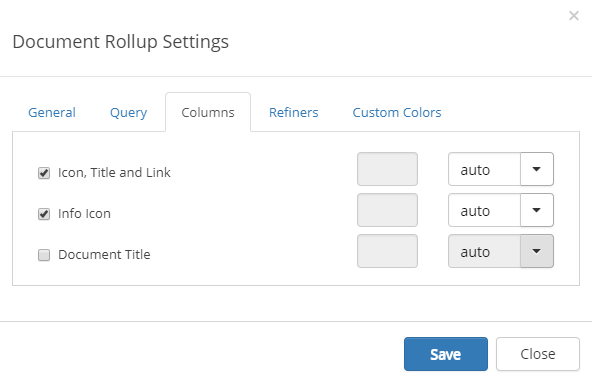 Document Rollup Settings
General Query Columns Refiners Custom Colors
Icon, Title and Link auto
Info Icon auto
Document Title auto
Save Close